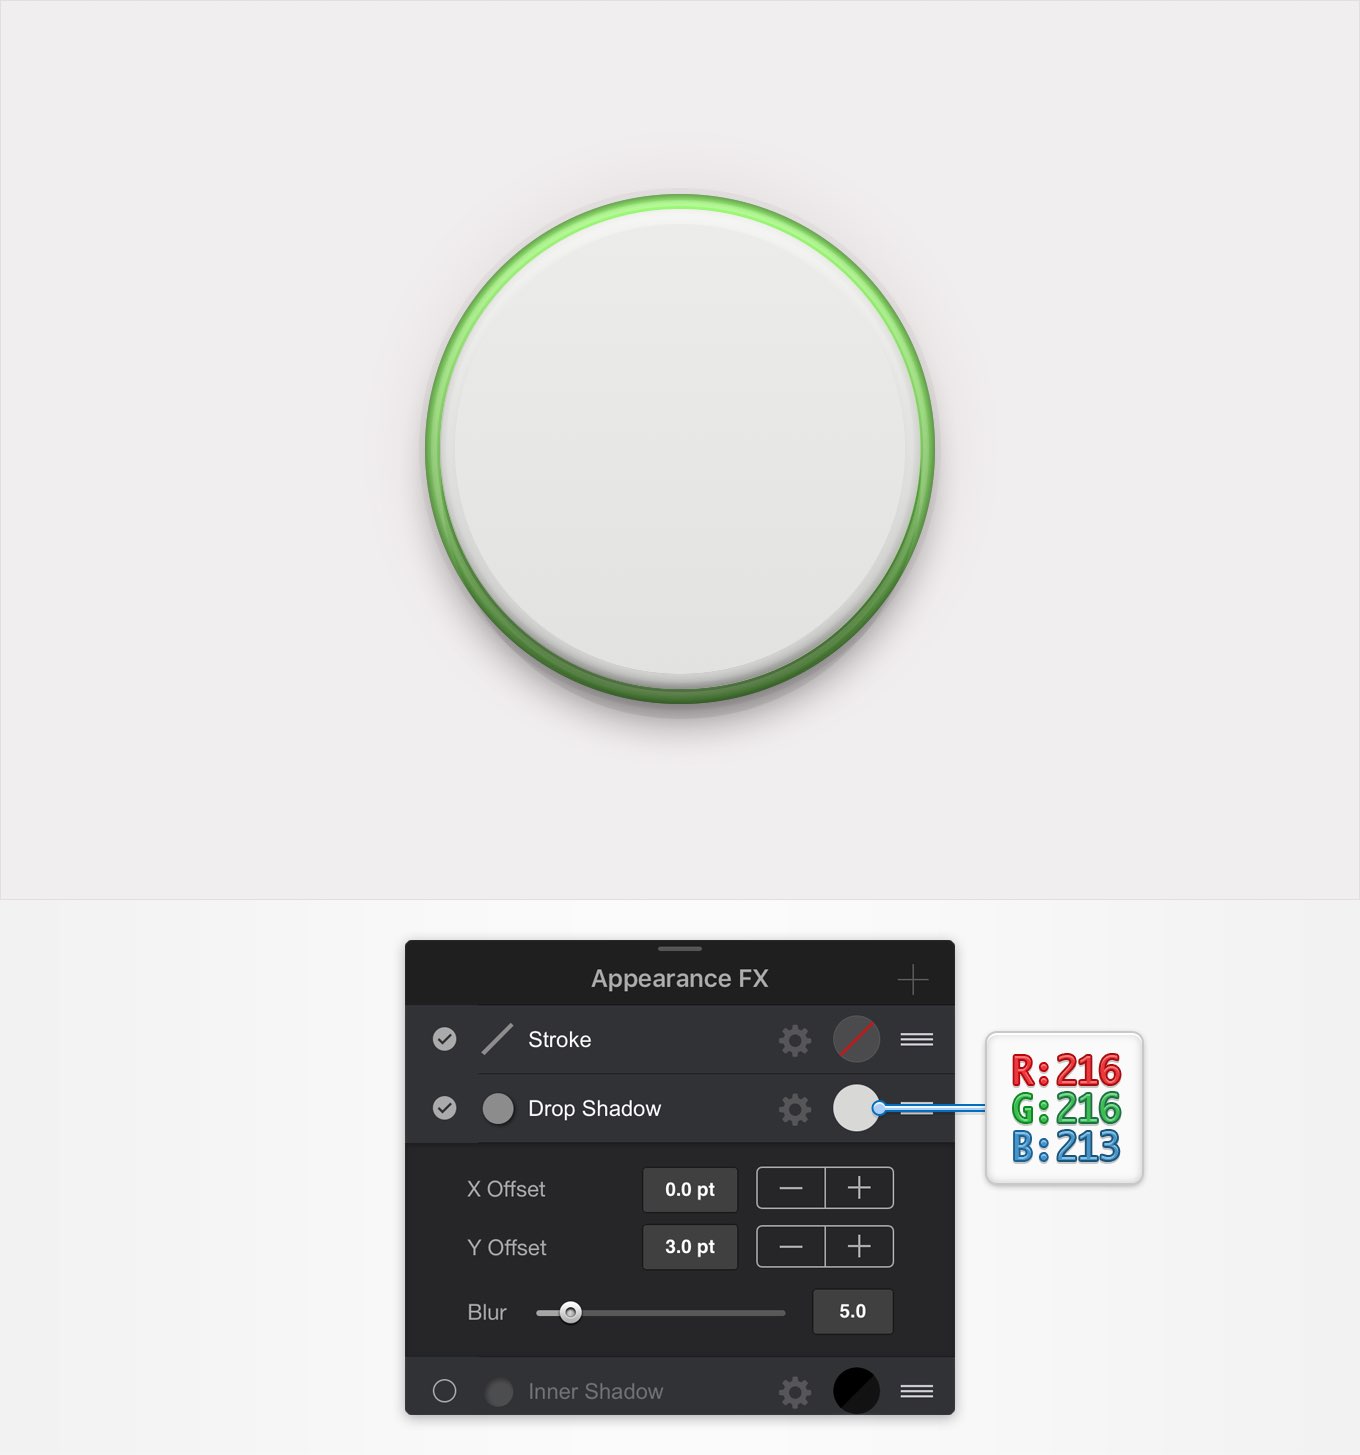 Appearance FX
Stroke
Drop Shadow
R:216
G:216
B:213
X Offset 0.0 pt
Y Offset 3.0 pt
Blur 5.0
Inner Shadow